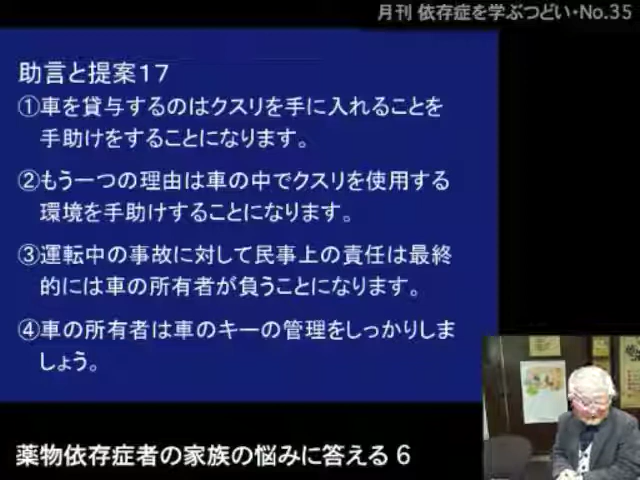 月刊 依存症を学ぶつどい・No.35
助言と提案17
①車を貸与するのはクスリを手に入れることを
手助けをすることになります。
②もう一つの理由は車の中でクスリを使用する
環境を手助けすることになります。
③運転中の事故に対して民事上の責任は最終
的には車の所有者が負うことになります。
④車の所有者は車のキーの管理をしっかりしま
しょう。
薬物依存症者の家族の悩みに答える 6